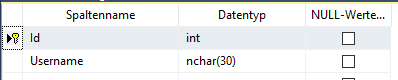 Spaltenname Datentyp NULL-Werte...
Id int
Username nchar(30)